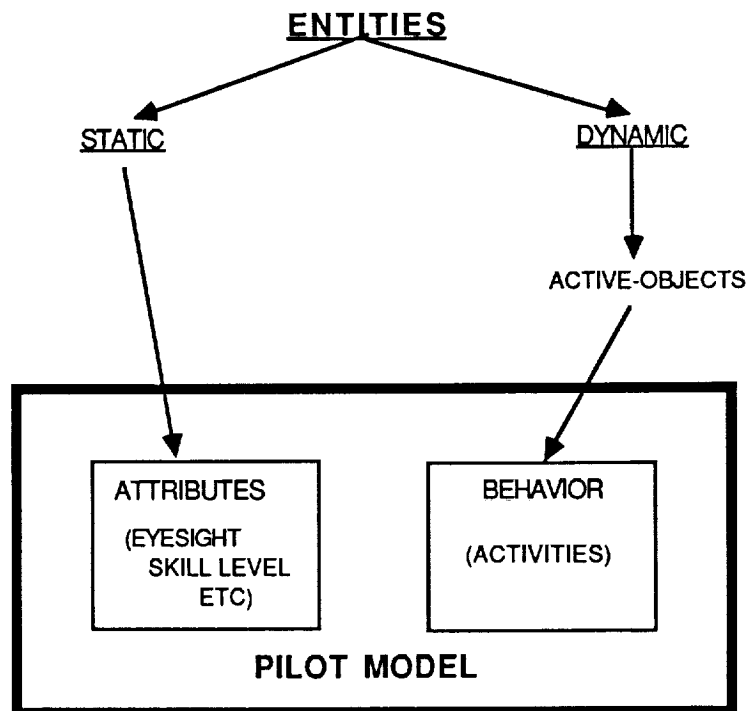 ENTITIES
STATIC
DYNAMIC
ACTIVE-OBJECTS
ATTRIBUTES
(EYESIGHT
SKILL LEVEL
ETC)
BEHAVIOR
(ACTIVITIES)
PILOT MODEL